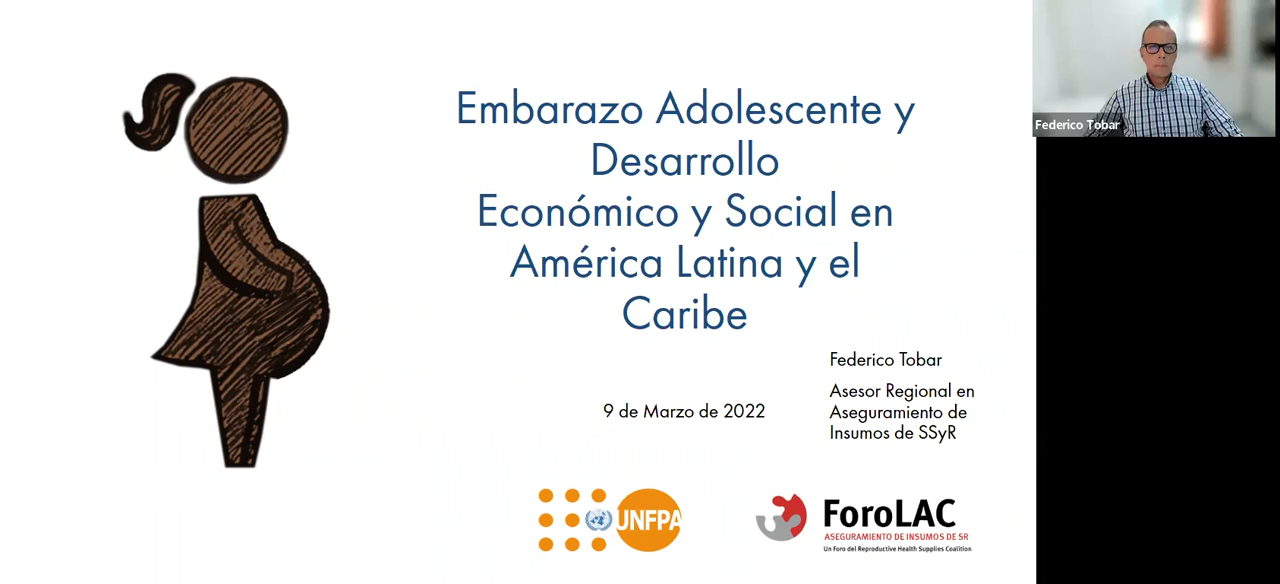 Embarazo Adolescente y
Desarrollo
Económico y Social en
América Latina y el
Caribe
Federico Tobar
Asesor Regional en
Aseguramiento de
Insumos de SSyR
9 de Marzo de 2022
UNFPA
ForoLAC
ASEGURAMIENTO DE INSUMOS DE SR
Un Foro del Reproductive Health Supplies Coalition
Federico Tobar